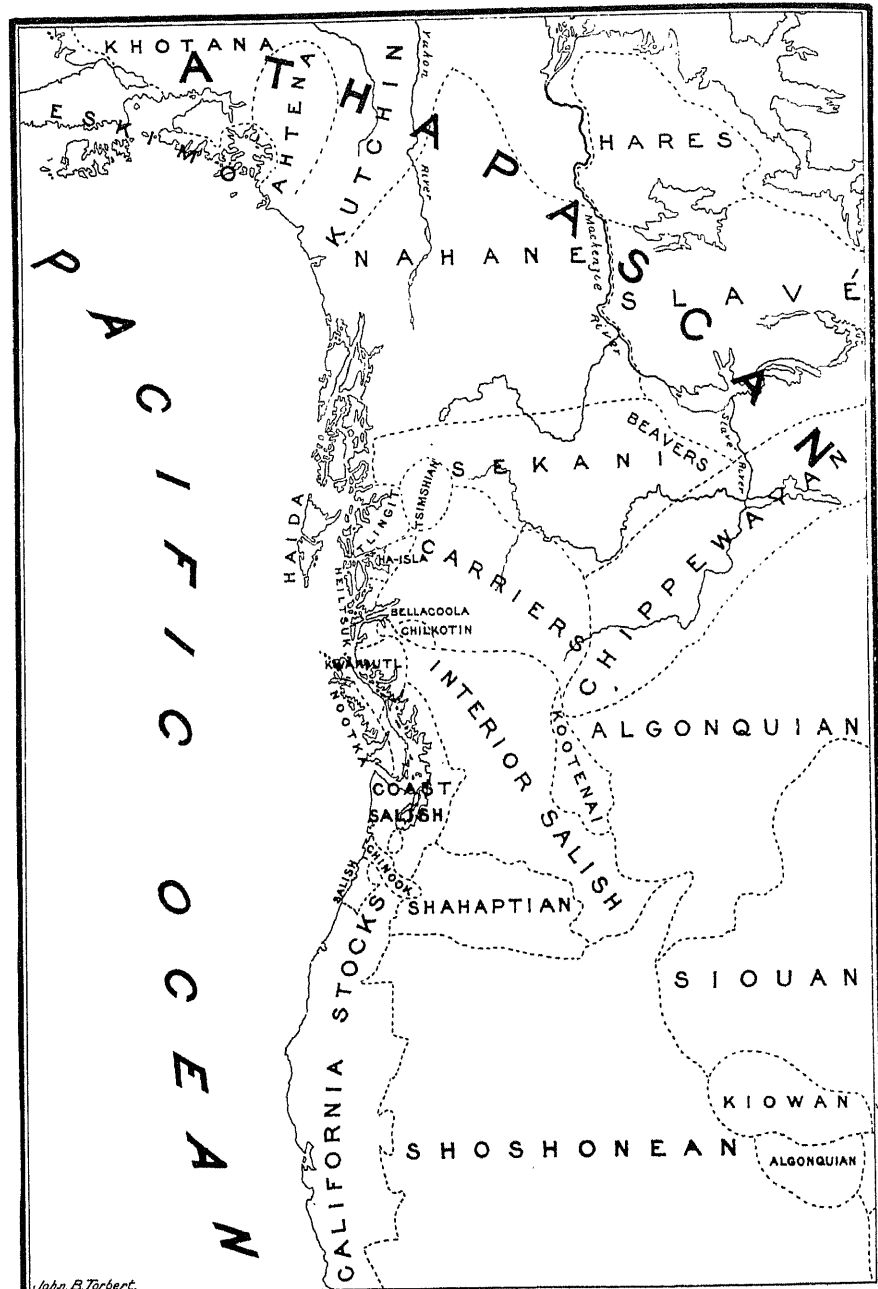 KHOTANA
ATHAPASCAN
Yukon River
ESKIMO
AHTENA
KUTCHIN
HARES
NAHANE
Mackenzie River
SLAVÉ
PACIFIC OCEAN
BEAVERS
Slave River
SEKANI
TSIMSHIAN
TLINGIT
HAIDA
HA-ISLA
CARRIERS
CHIPPEWAYAN
HEILTSUK
BELLACOOLA
CHILKOTIN
KWAKIUTL
NOOTKA
INTERIOR SALISH
KOOTENAI
ALGONQUIAN
COAST
SALISH
CHINOOK
SALISH
SHAHAPTIAN
CALIFORNIA STOCKS
SIOUAN
KIOWAN
SHOSHONEAN
ALGONQUIAN
John B. Torbert.